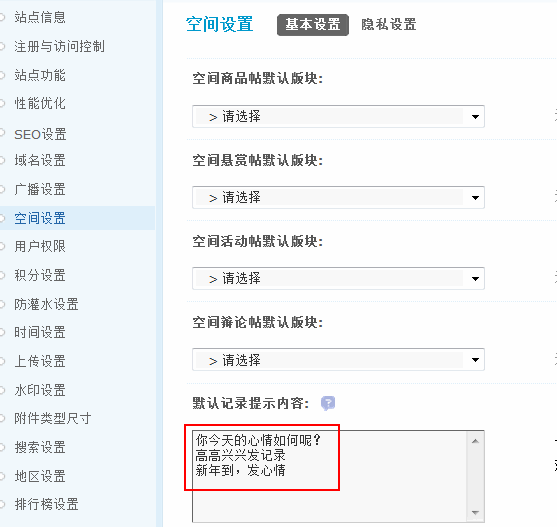 站点信息
注册与访问控制
站点功能
性能优化
SEO设置
域名设置
广播设置
空间设置
用户权限
积分设置
防灌水设置
时间设置
上传设置
水印设置
附件类型尺寸
搜索设置
地区设置
排行榜设置
空间设置 基本设置 隐私设置
空间商品帖默认版块:
> 请选择
空间悬赏帖默认版块:
> 请选择
空间活动帖默认版块:
> 请选择
空间辩论帖默认版块:
> 请选择
默认记录提示内容: ?
你今天的心情如何呢?
高高兴兴发记录
新年到，发心情